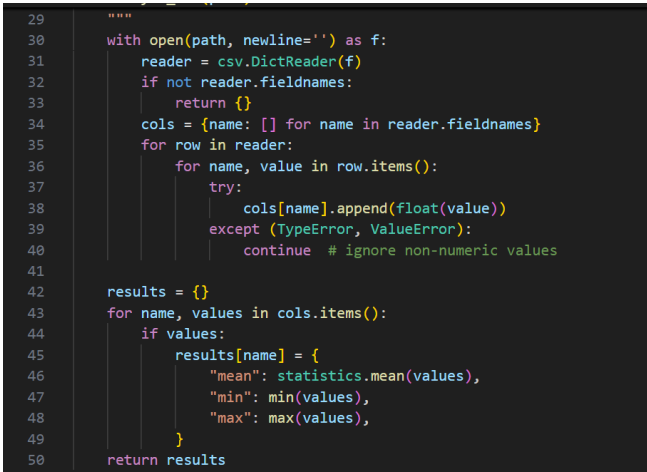 29 """
30 with open(path, newline='') as f:
31 reader = csv.DictReader(f)
32 if not reader.fieldnames:
33 return {}
34 cols = {name: [] for name in reader.fieldnames}
35 for row in reader:
36 for name, value in row.items():
37 try:
38 cols[name].append(float(value))
39 except (TypeError, ValueError):
40 continue  # ignore non-numeric values
41
42 results = {}
43 for name, values in cols.items():
44 if values:
45 results[name] = {
46 "mean": statistics.mean(values),
47 "min": min(values),
48 "max": max(values),
49 }
50 return results